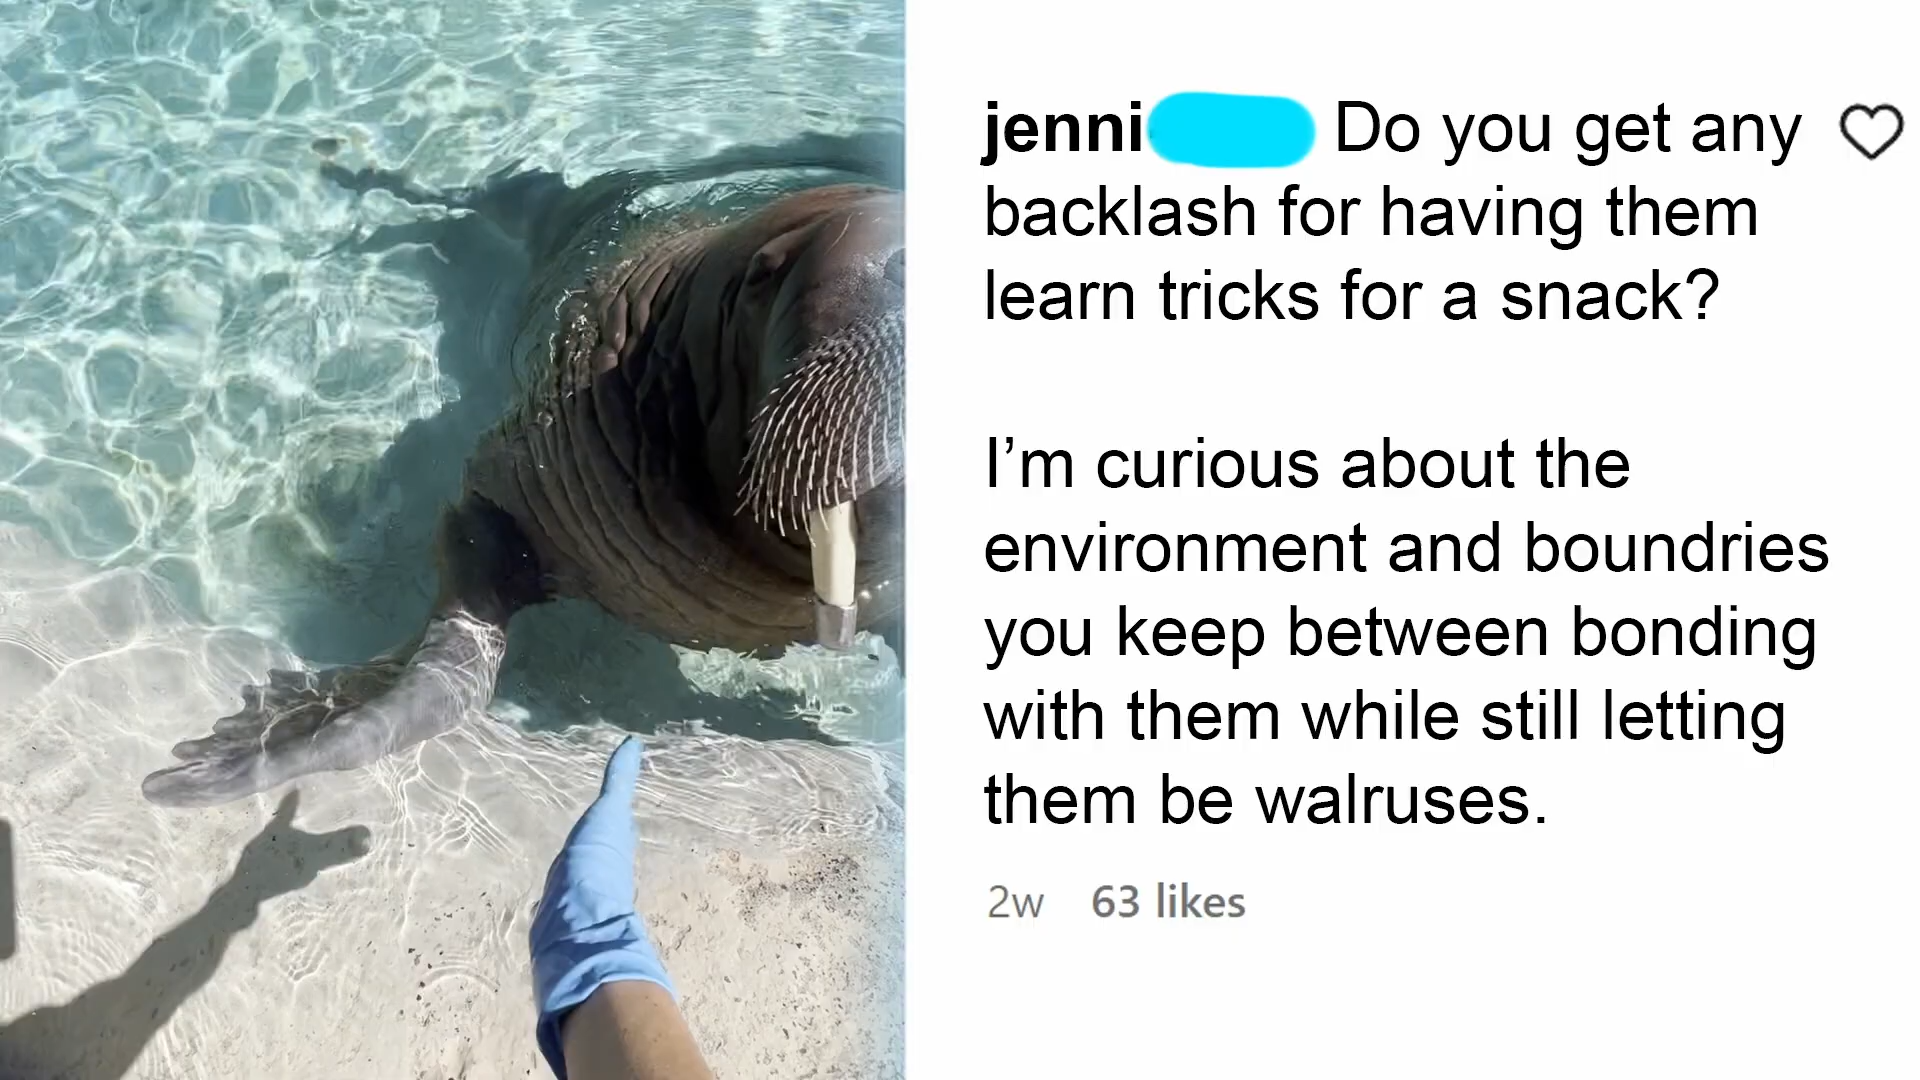 jenni Do you get any
backlash for having them
learn tricks for a snack?
I'm curious about the
environment and boundries
you keep between bonding
with them while still letting
them be walruses.
2w 63 likes